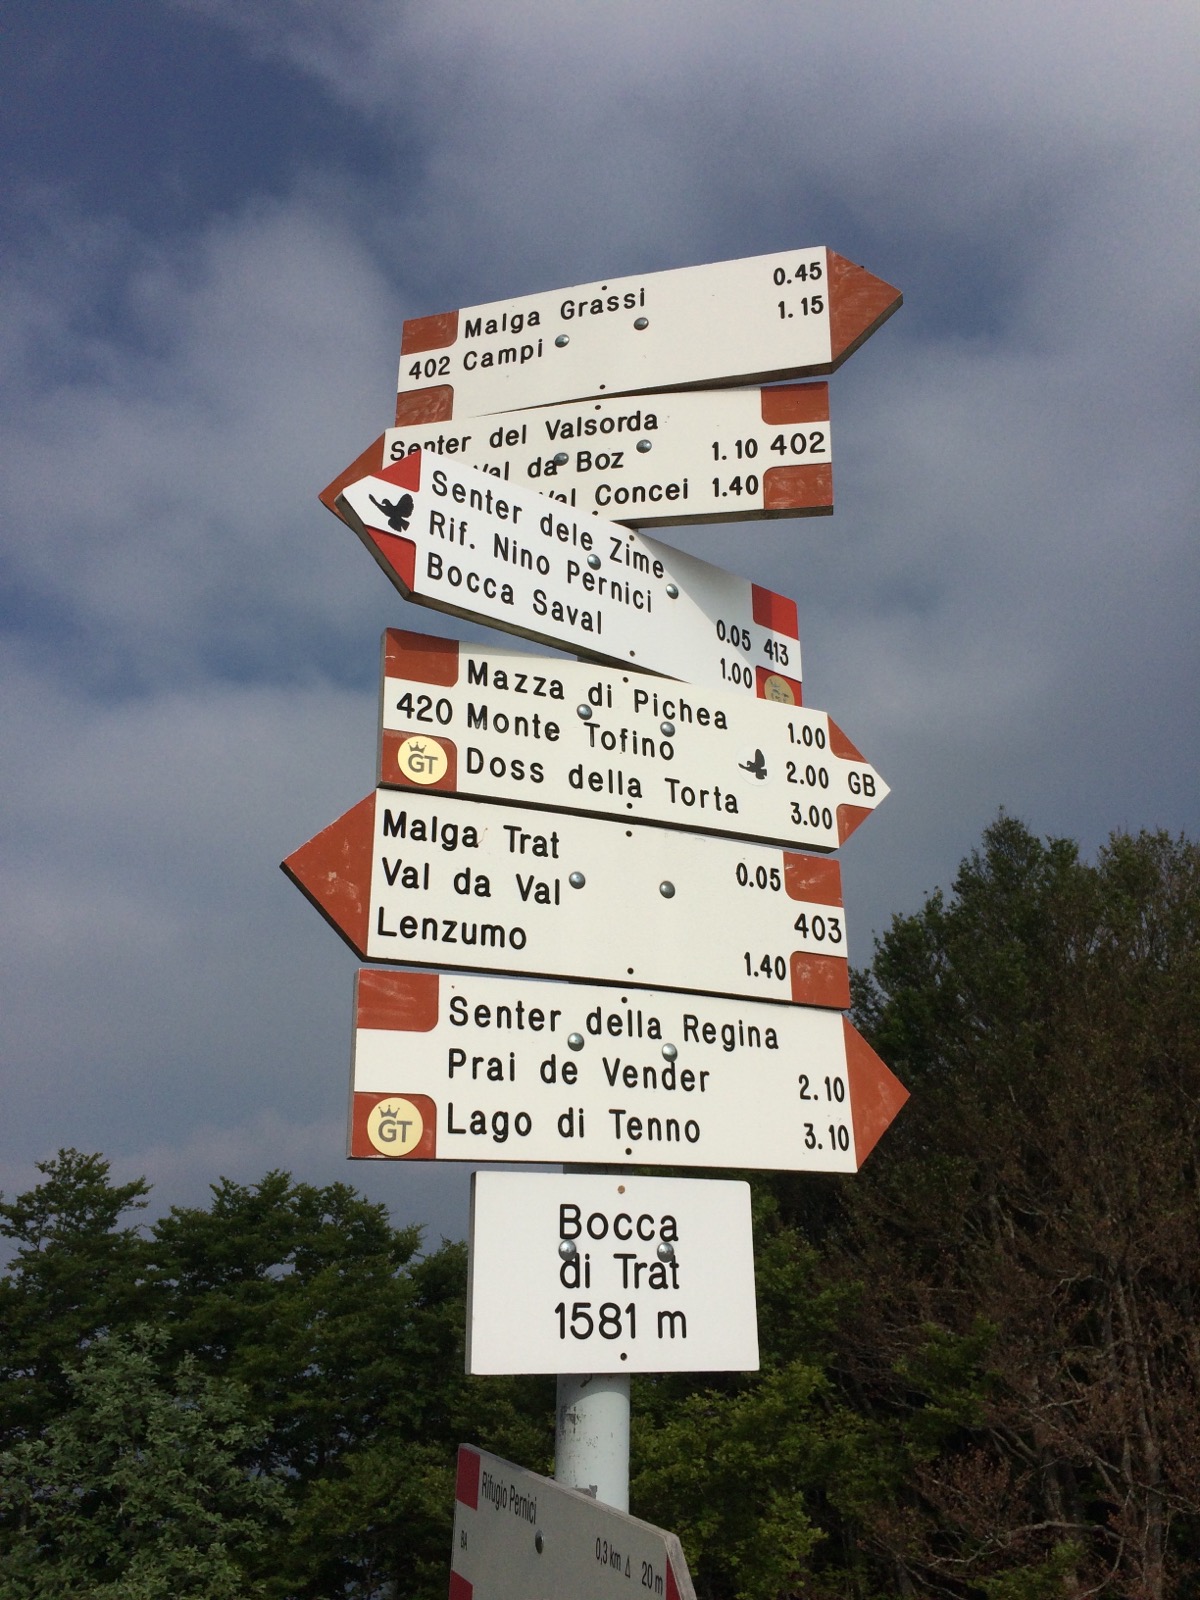 Malga Grassi 0.45
402 Campi 1.15
Senter del Valsorda
Val da Boz 1.10 402
Val Concei 1.40
Senter dele Zime
Rif. Nino Pernici 0.05 413
Bocca Saval 1.00
GT
Mazza di Pichea 1.00
420 Monte Tofino 2.00 GB
GT Doss della Torta 3.00
Malga Trat 0.05
Val da Val 403
Lenzumo 1.40
Senter della Regina
Prai de Vender 2.10
GT Lago di Tenno 3.10
Bocca
di Trat
1581 m
Rifugio Pernici
BA 0,3 km Δ 20 m